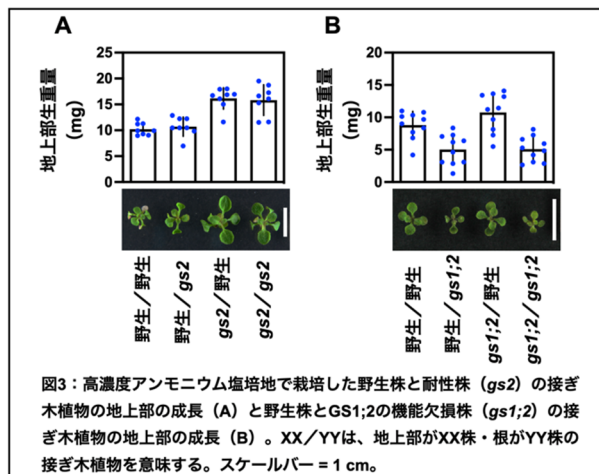 A
B
地上部生重量
(mg)
25
20
15
10
5
0
地上部生重量
(mg)
20
15
10
5
0
野生／野生
野生／gs2
gs2／野生
gs2／gs2
野生／野生
野生／gs1;2
gs1;2／野生
gs1;2／gs1;2
図3：高濃度アンモニウム塩培地で栽培した野生株と耐性株（gs2）の接ぎ
木植物の地上部の成長（A）と野生株とGS1;2の機能欠損株（gs1;2）の接
ぎ木植物の地上部の成長（B）。XX／YYは、地上部がXX株・根がYY株の
接ぎ木植物を意味する。スケールバー = 1 cm。